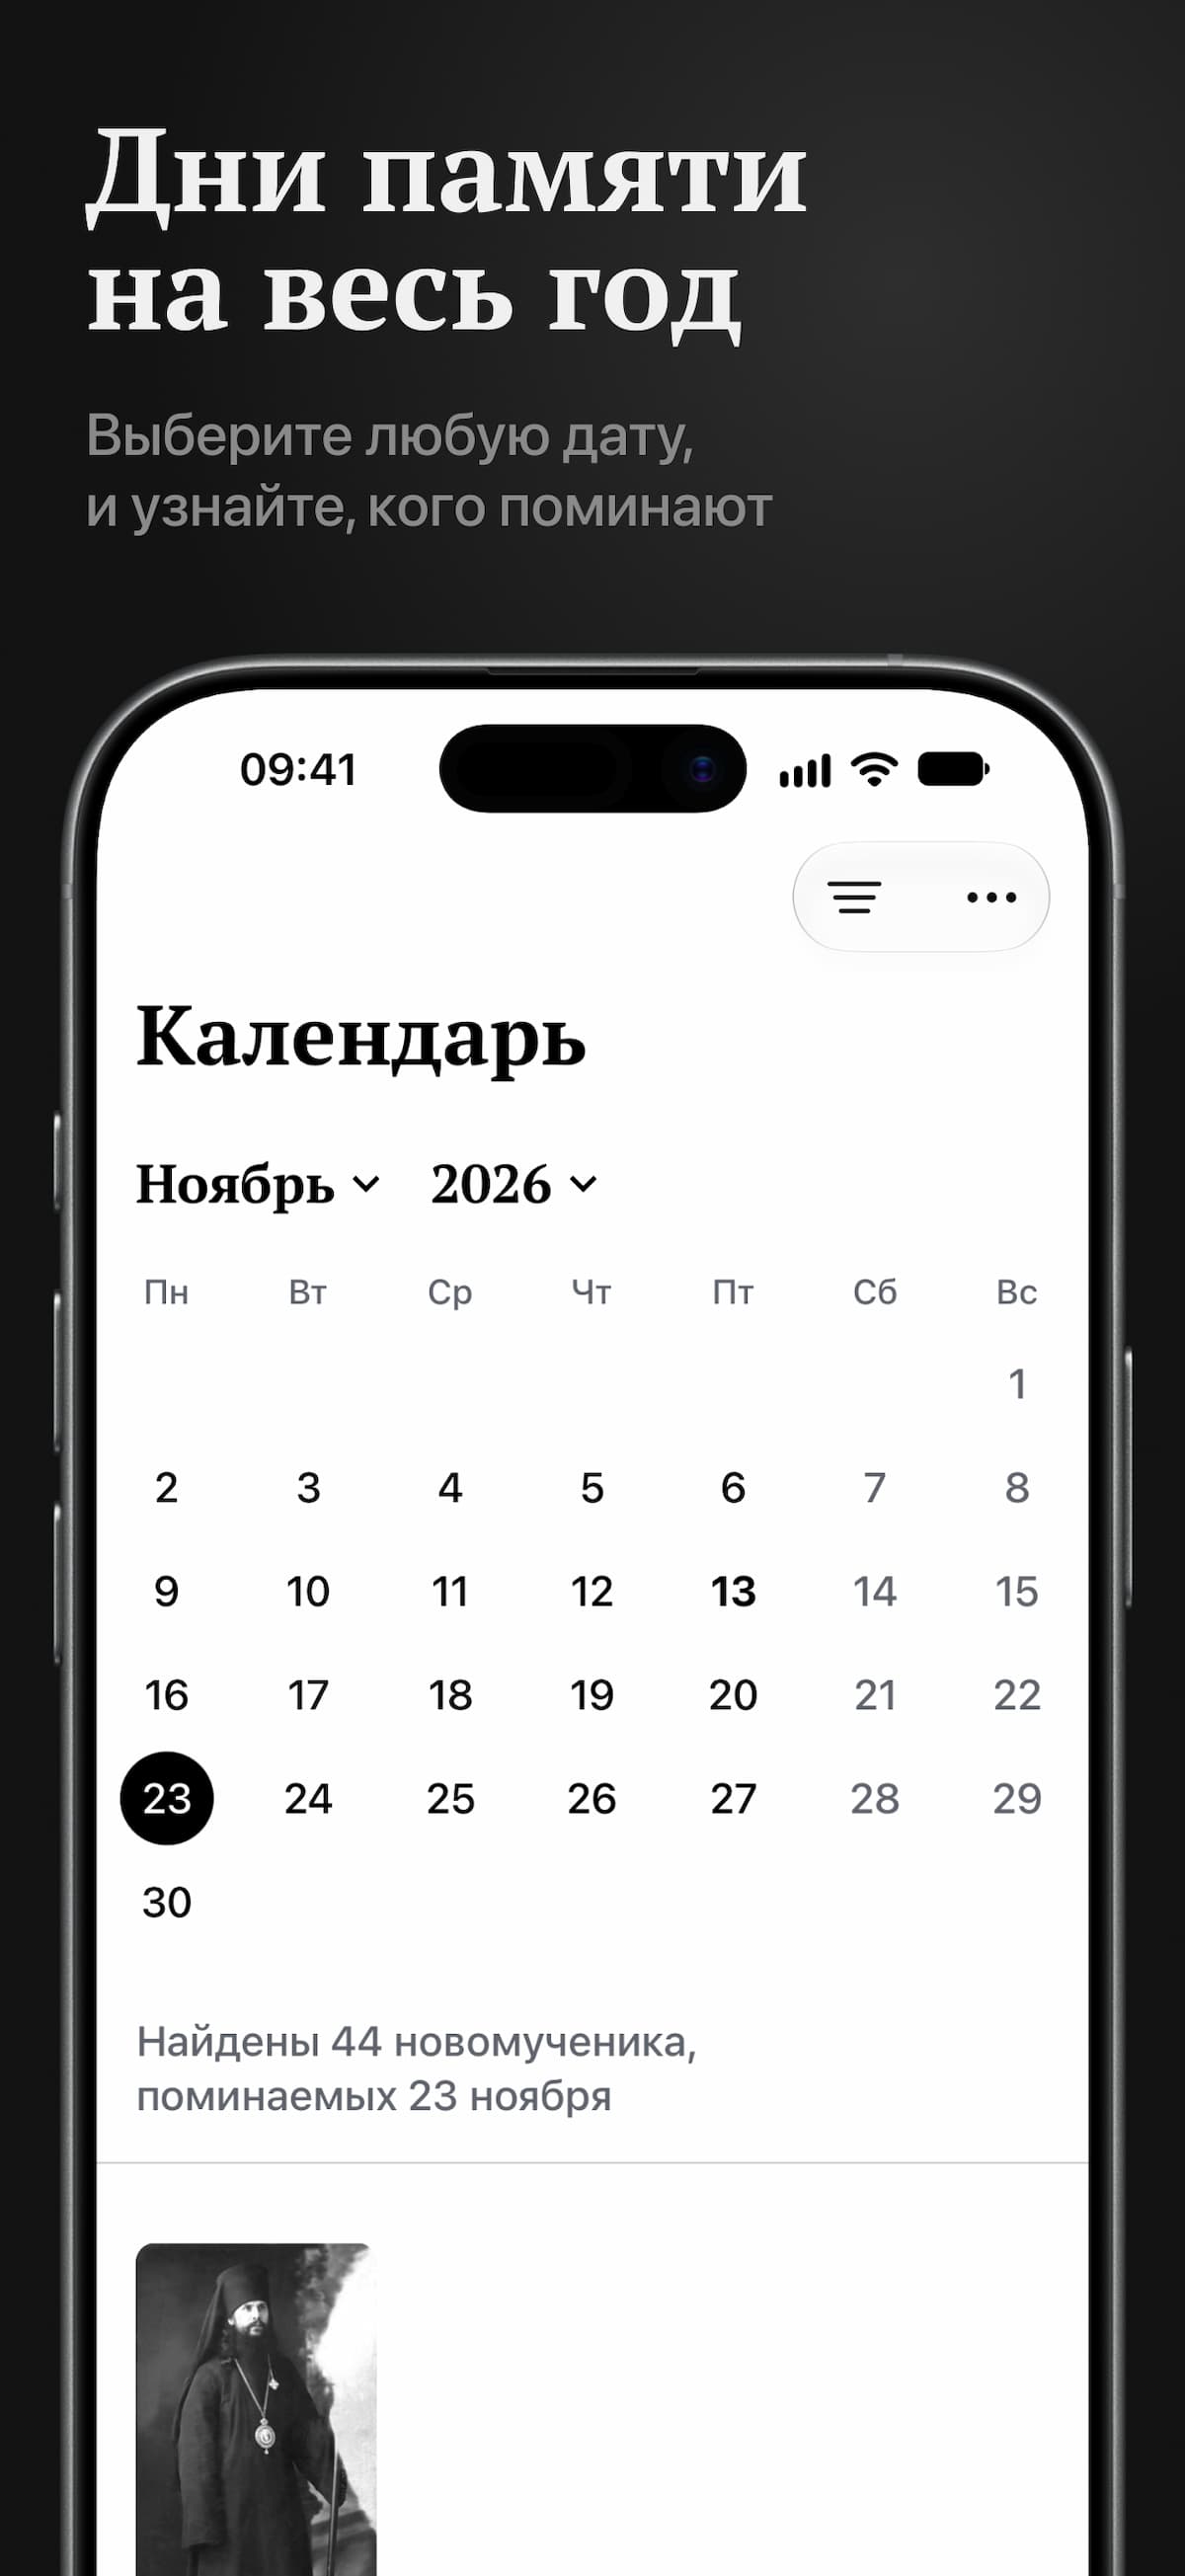 Дни памяти
на весь год
Выберите любую дату,
и узнайте, кого поминают
09:41
Календарь
Ноябрь 2026
Пн Вт Ср Чт Пт Сб Вс
1
2 3 4 5 6 7 8
9 10 11 12 13 14 15
16 17 18 19 20 21 22
23 24 25 26 27 28 29
30
Найдены 44 новомученика,
поминаемых 23 ноября